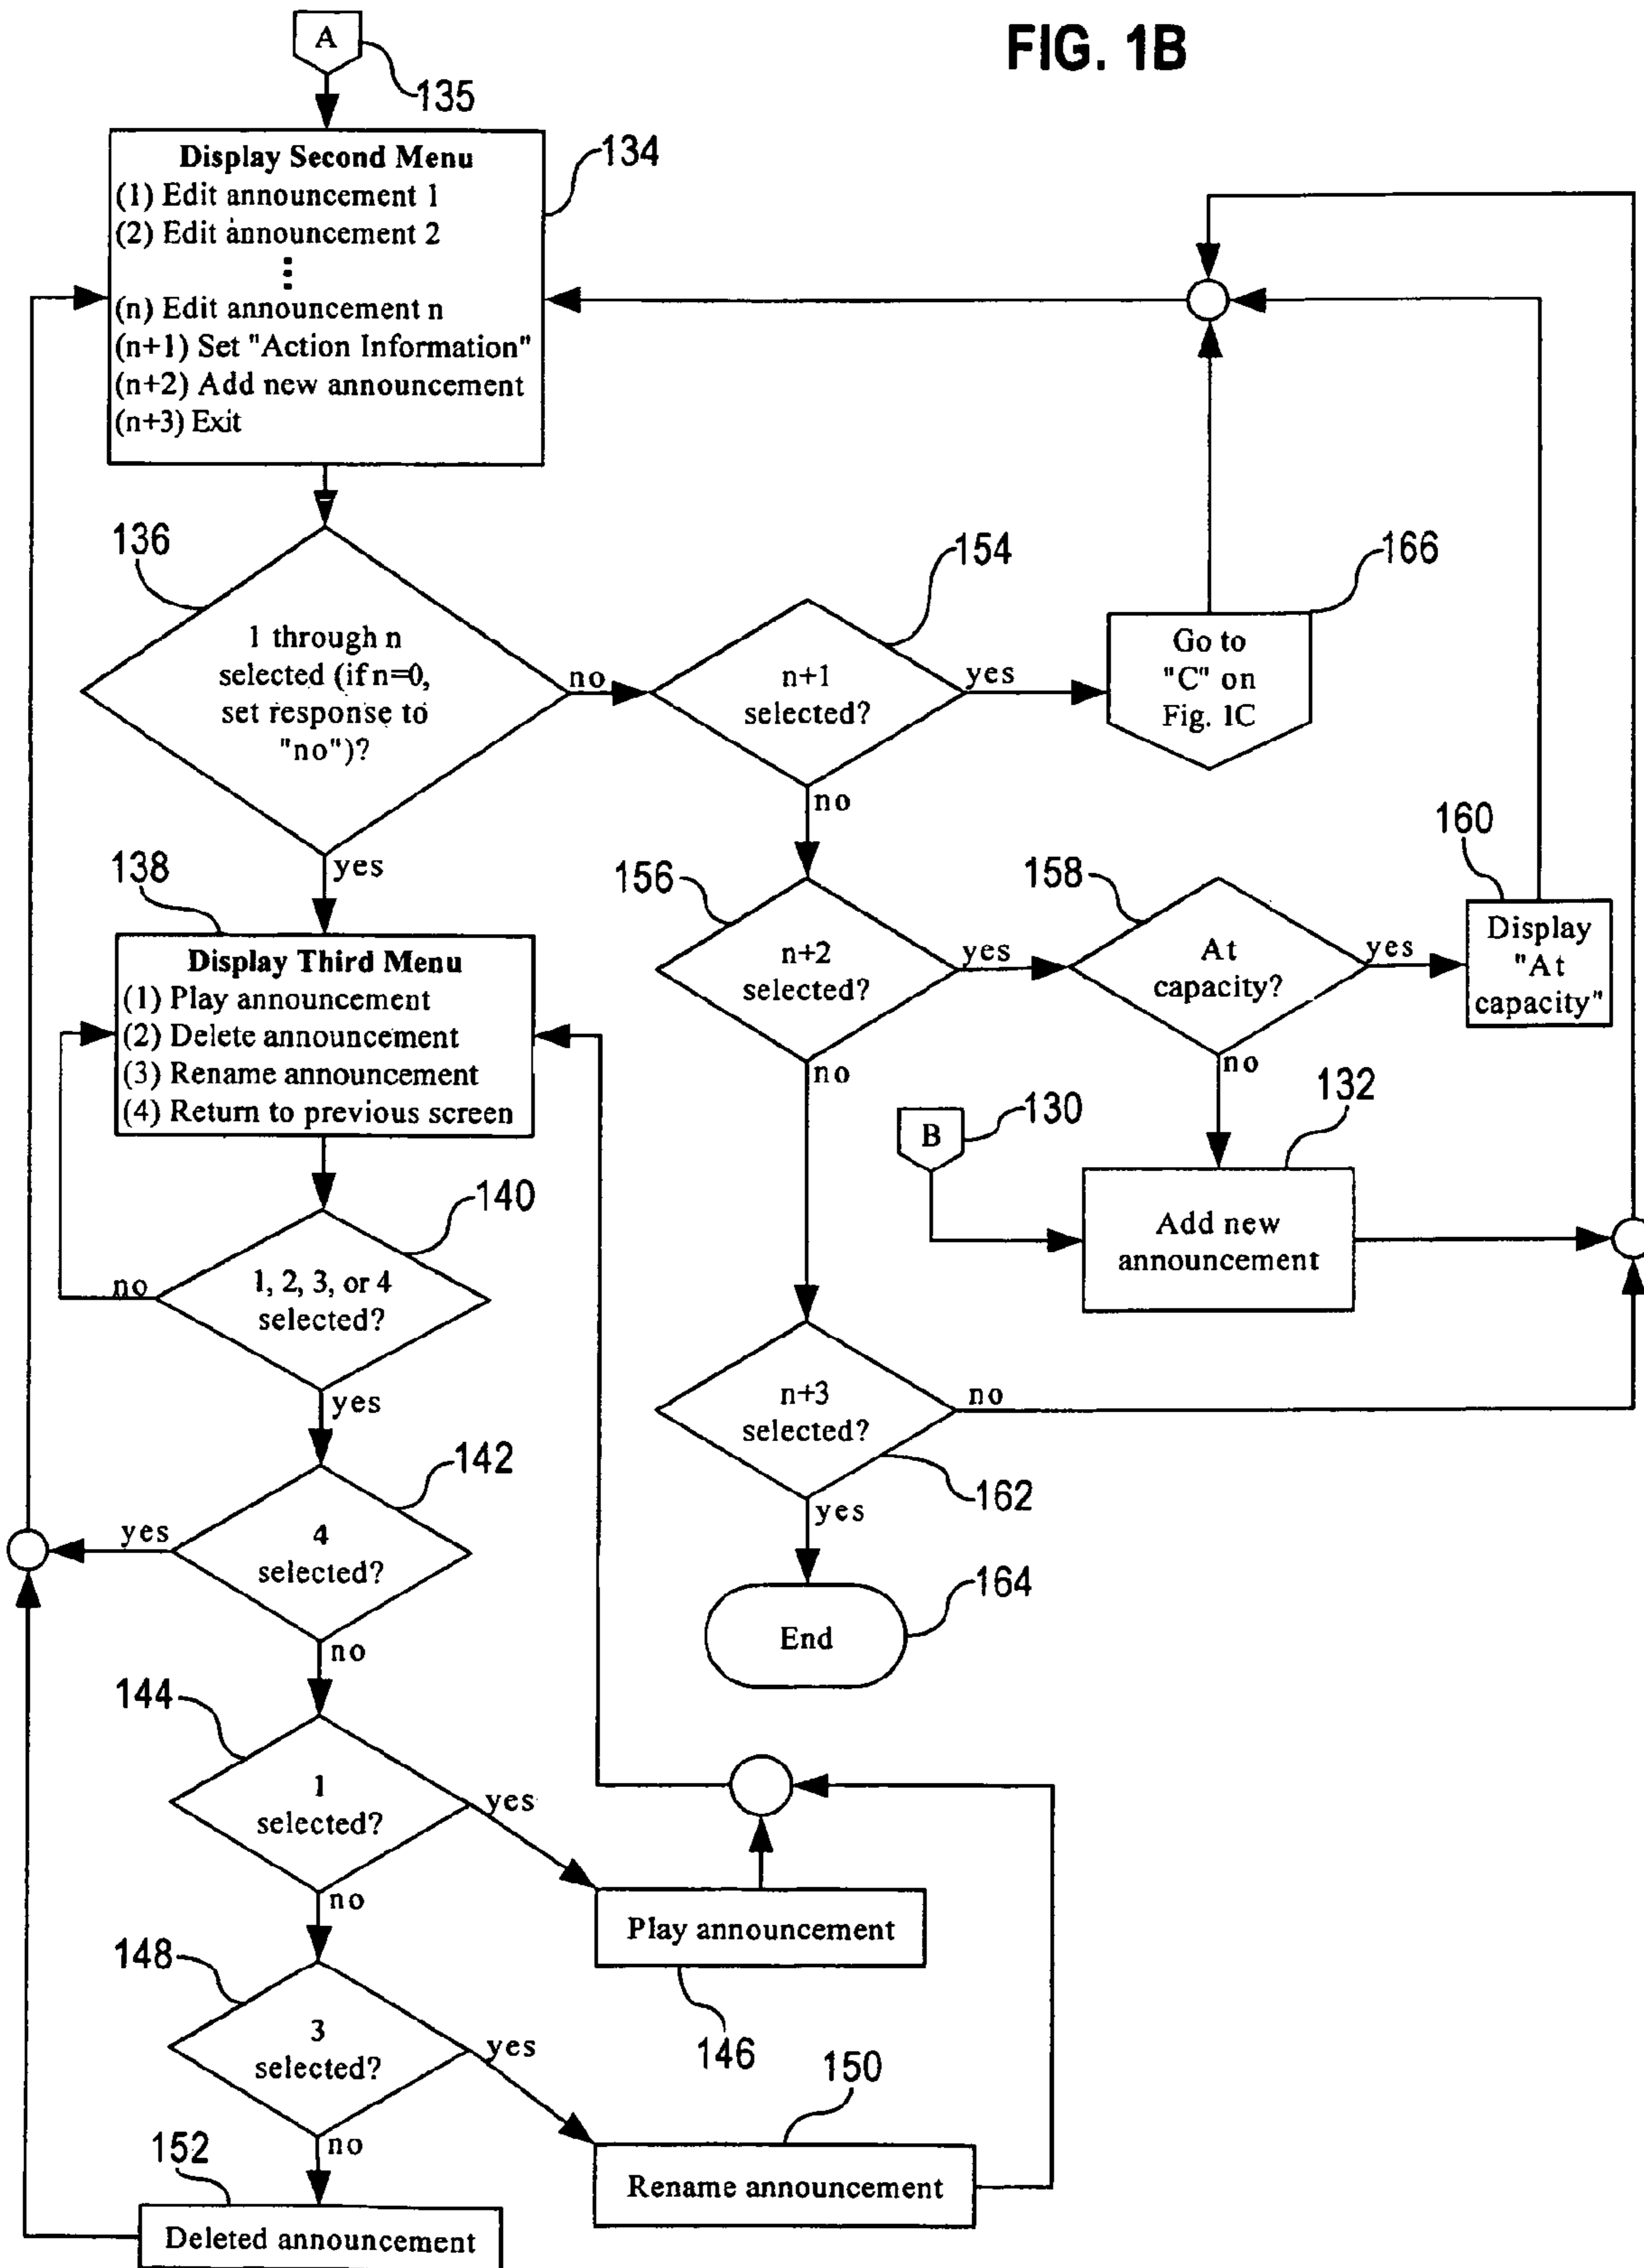 FIG. 1B
A
135
Display Second Menu
134
(1) Edit announcement 1
(2) Edit announcement 2
⋮
(n) Edit announcement n
(n+1) Set "Action Information"
(n+2) Add new announcement
(n+3) Exit
136
1 through n
selected (if n=0,
set response to
"no")?
no
yes
154
n+1
selected?
yes
no
166
Go to
"C" on
Fig. 1C
138
Display Third Menu
(1) Play announcement
(2) Delete announcement
(3) Rename announcement
(4) Return to previous screen
156
n+2
selected?
yes
no
158
At
capacity?
yes
no
160
Display
"At
capacity"
B
130
132
Add new
announcement
140
1, 2, 3, or 4
selected?
no
yes
n+3
selected?
no
162
yes
142
4
selected?
yes
no
End
164
144
1
selected?
yes
no
Play announcement
146
148
3
selected?
yes
no
150
Rename announcement
152
Deleted announcement